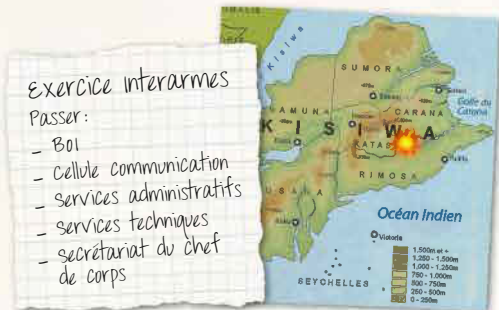 Exercice interarmes
Passer:
- BOI
- Cellule communication
- Services administratifs
- services techniques
- secrétariat du chef
de corps
Kisiwa
SUMORA
CARANA
Golfe du
Carana
KISIWA
KATAS
RIMOSA
Océan Indien
Victoria
SEYCHELLES
1.500m et +
1.250 - 1.500m
1.000 - 1.250m
750 - 1.000m
500 - 750m
250 - 500m
0 - 250m